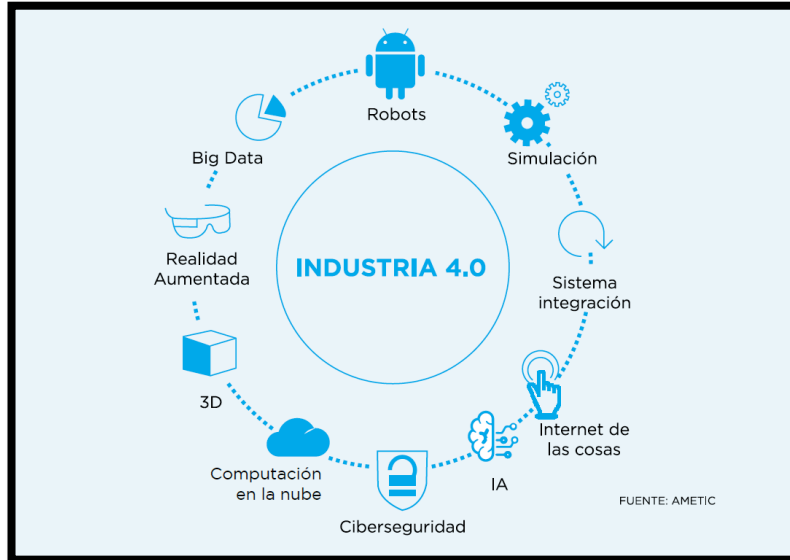 Robots
Big Data
Simulación
Realidad
Aumentada
INDUSTRIA 4.0
Sistema
integración
3D
Internet de
las cosas
IA
Computación
en la nube
Ciberseguridad
FUENTE: AMETIC